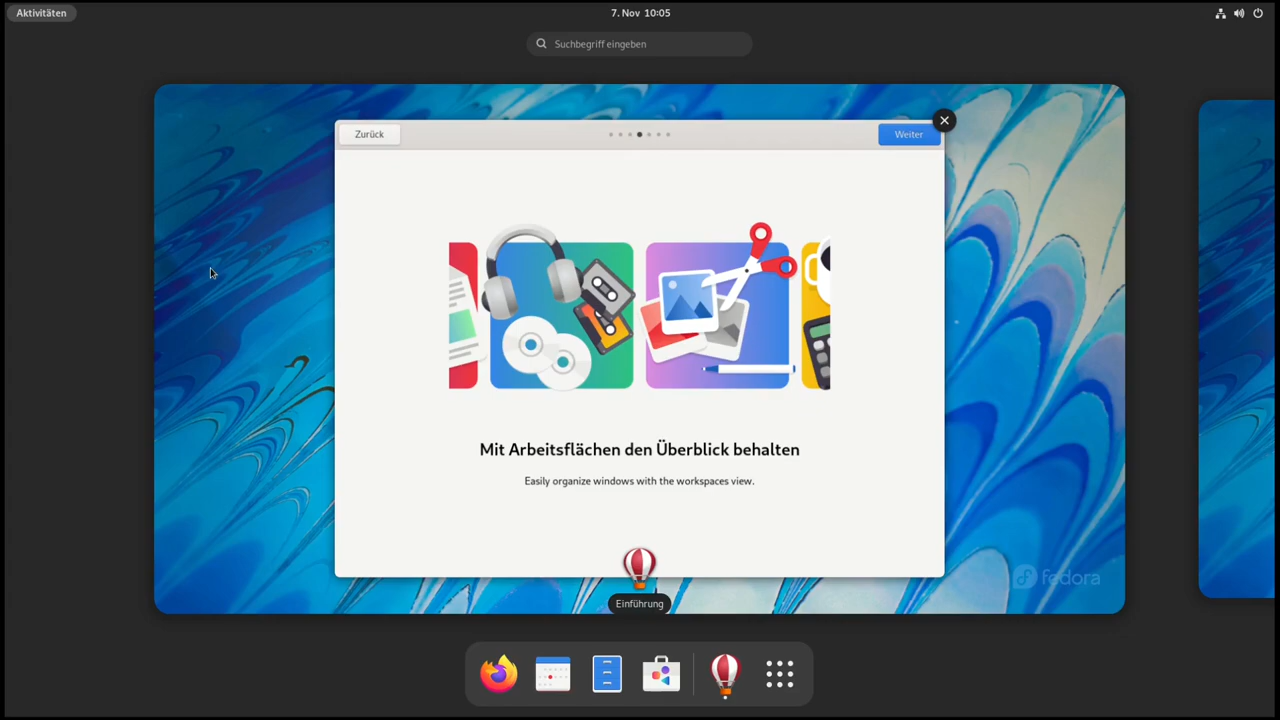 Aktivitäten
7. Nov 10:05
Suchbegriff eingeben
Zurück
Weiter
Mit Arbeitsflächen den Überblick behalten
Easily organize windows with the workspaces view.
fedora
Einführung